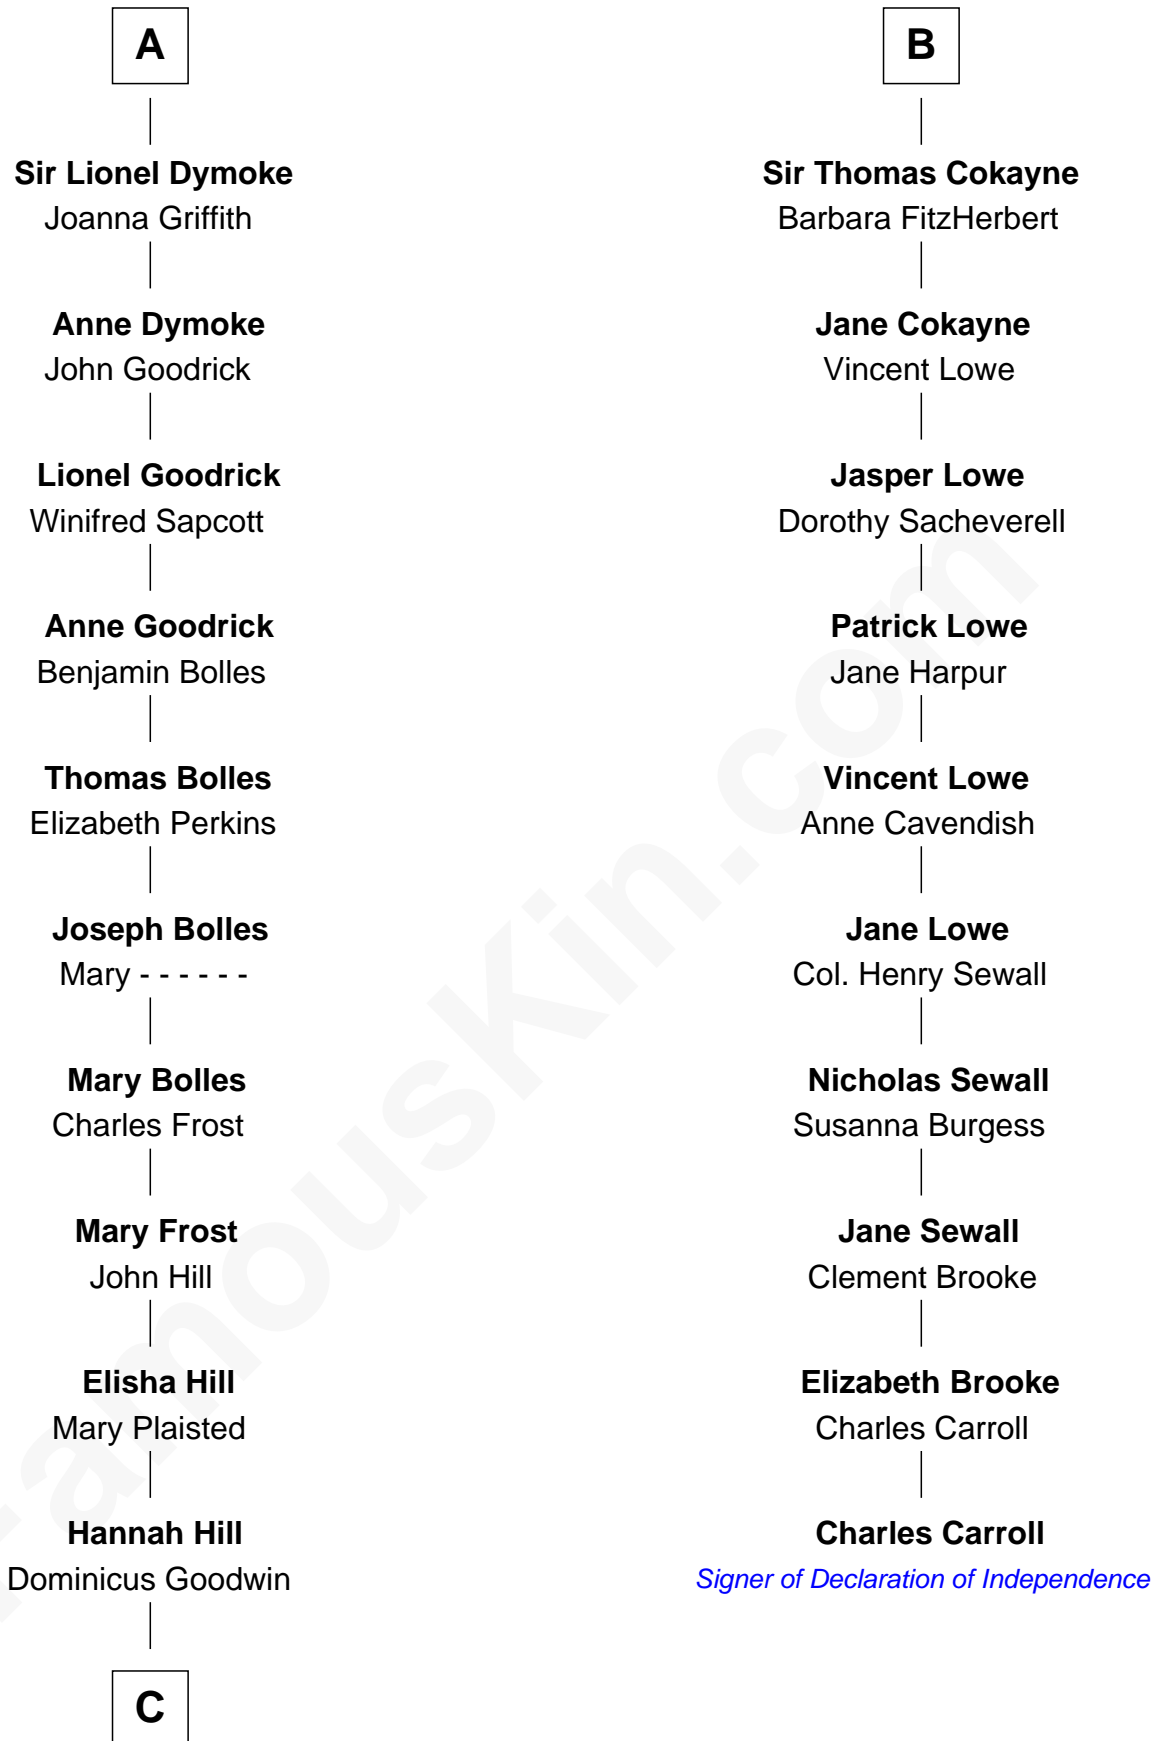 A
Sir Lionel Dymoke
Joanna Griffith
Anne Dymoke
John Goodrick
Lionel Goodrick
Winifred Sapcott
Anne Goodrick
Benjamin Bolles
Thomas Bolles
Elizabeth Perkins
Joseph Bolles
Mary - - - - - -
Mary Bolles
Charles Frost
Mary Frost
John Hill
Elisha Hill
Mary Plaisted
Hannah Hill
Dominicus Goodwin
C
B
Sir Thomas Cokayne
Barbara FitzHerbert
Jane Cokayne
Vincent Lowe
Jasper Lowe
Dorothy Sacheverell
Patrick Lowe
Jane Harpur
Vincent Lowe
Anne Cavendish
Jane Lowe
Col. Henry Sewall
Nicholas Sewall
Susanna Burgess
Jane Sewall
Clement Brooke
Elizabeth Brooke
Charles Carroll
Charles Carroll
Signer of Declaration of Independence
FamousKin.com